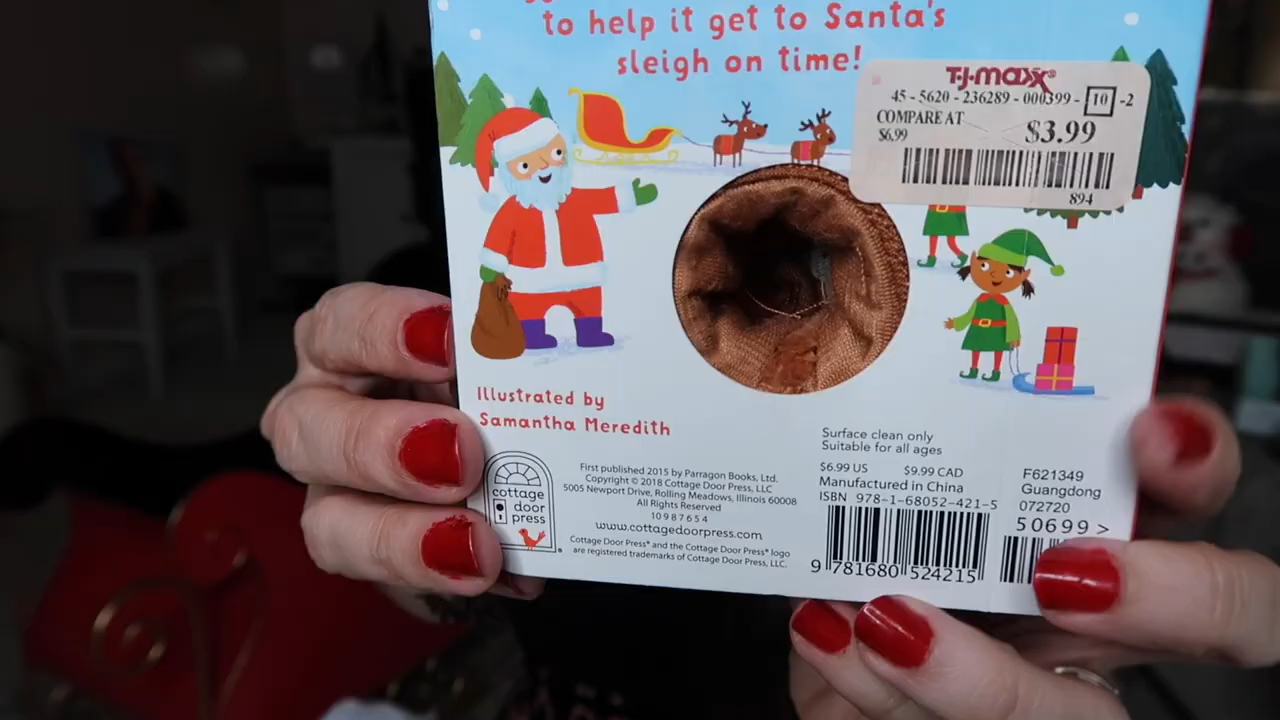 to help it get to Santa's
sleigh on time!
T·J·maxx®
45 - 5620 - 236289 - 000399 - 10 -2
COMPARE AT
$6.99
$3.99
894
Illustrated by
Samantha Meredith
cottage
door
press
First published 2015 by Parragon Books, Ltd.
Copyright © 2018 Cottage Door Press, LLC
5005 Newport Drive, Rolling Meadows, Illinois 60008
All Rights Reserved
10 9 8 7 6 5 4
www.cottagedoorpress.com
Cottage Door Press® and the Cottage Door Press® logo
are registered trademarks of Cottage Door Press, LLC.
Surface clean only
Suitable for all ages
$6.99 US $9.99 CAD
Manufactured in China
ISBN 978-1-68052-421-5
9 781680 524215
F621349
Guangdong
072720
50699 >